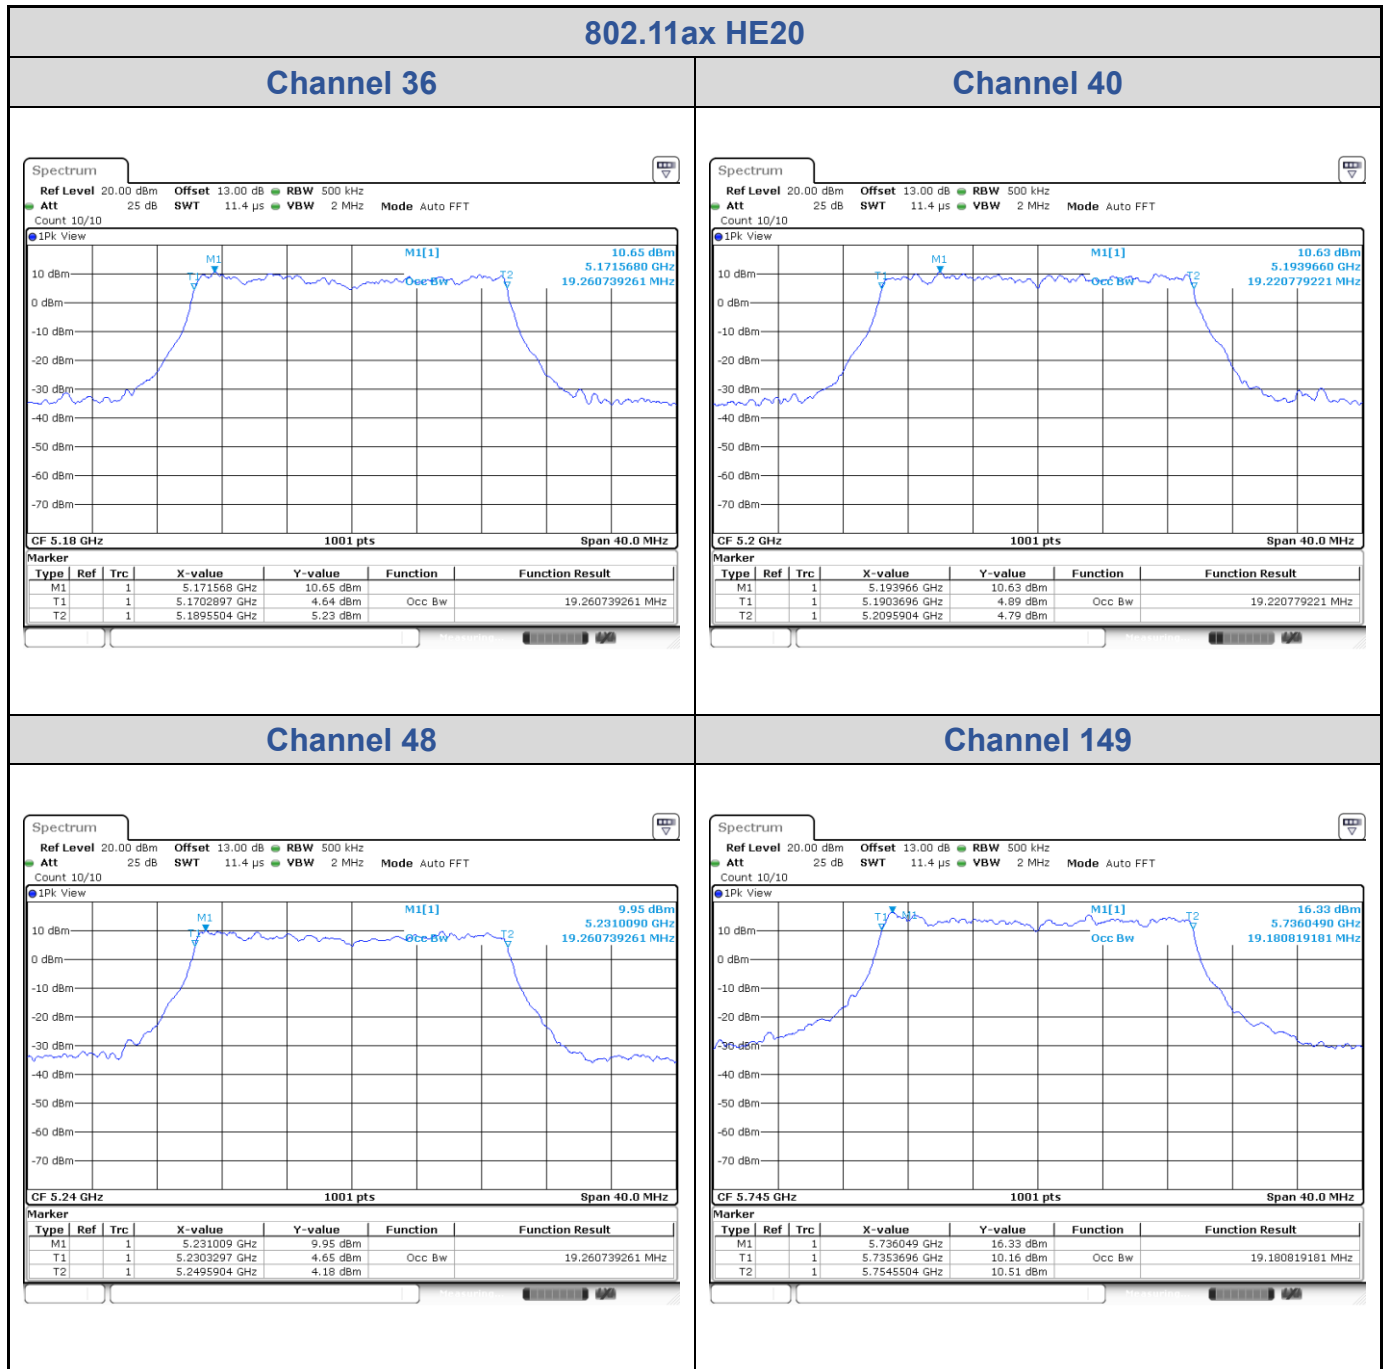 802.11ax HE20
Channel 36
Channel 40
Spectrum
Ref Level 20.00 dBm Offset 13.00 dB RBW 500 kHz
Att 25 dB SWT 11.4 µs VBW 2 MHz Mode Auto FFT
Count 10/10
1Pk View
M1[1] 10.65 dBm
5.1715680 GHz
Occ Bw 19.260739261 MHz
M1
T1
T2
10 dBm
0 dBm
-10 dBm
-20 dBm
-30 dBm
-40 dBm
-50 dBm
-60 dBm
-70 dBm
CF 5.18 GHz 1001 pts Span 40.0 MHz
Marker
Type Ref Trc X-value Y-value Function Function Result
M1 1 5.171568 GHz 10.65 dBm
T1 1 5.1702897 GHz 4.64 dBm Occ Bw 19.260739261 MHz
T2 1 5.1895504 GHz 5.23 dBm
Measuring...
Spectrum
Ref Level 20.00 dBm Offset 13.00 dB RBW 500 kHz
Att 25 dB SWT 11.4 µs VBW 2 MHz Mode Auto FFT
Count 10/10
1Pk View
M1[1] 10.63 dBm
5.1939660 GHz
Occ Bw 19.220779221 MHz
M1
T1
T2
10 dBm
0 dBm
-10 dBm
-20 dBm
-30 dBm
-40 dBm
-50 dBm
-60 dBm
-70 dBm
CF 5.2 GHz 1001 pts Span 40.0 MHz
Marker
Type Ref Trc X-value Y-value Function Function Result
M1 1 5.193966 GHz 10.63 dBm
T1 1 5.1903696 GHz 4.89 dBm Occ Bw 19.220779221 MHz
T2 1 5.2095904 GHz 4.79 dBm
Measuring...
Channel 48
Channel 149
Spectrum
Ref Level 20.00 dBm Offset 13.00 dB RBW 500 kHz
Att 25 dB SWT 11.4 µs VBW 2 MHz Mode Auto FFT
Count 10/10
1Pk View
M1[1] 9.95 dBm
5.2310090 GHz
Occ Bw 19.260739261 MHz
M1
T1
T2
10 dBm
0 dBm
-10 dBm
-20 dBm
-30 dBm
-40 dBm
-50 dBm
-60 dBm
-70 dBm
CF 5.24 GHz 1001 pts Span 40.0 MHz
Marker
Type Ref Trc X-value Y-value Function Function Result
M1 1 5.231009 GHz 9.95 dBm
T1 1 5.2303297 GHz 4.65 dBm Occ Bw 19.260739261 MHz
T2 1 5.2495904 GHz 4.18 dBm
Measuring...
Spectrum
Ref Level 20.00 dBm Offset 13.00 dB RBW 500 kHz
Att 25 dB SWT 11.4 µs VBW 2 MHz Mode Auto FFT
Count 10/10
1Pk View
M1[1] 16.33 dBm
5.7360490 GHz
Occ Bw 19.180819181 MHz
T1
M1
T2
10 dBm
0 dBm
-10 dBm
-20 dBm
-30 dBm
-40 dBm
-50 dBm
-60 dBm
-70 dBm
CF 5.745 GHz 1001 pts Span 40.0 MHz
Marker
Type Ref Trc X-value Y-value Function Function Result
M1 1 5.736049 GHz 16.33 dBm
T1 1 5.7353696 GHz 10.16 dBm Occ Bw 19.180819181 MHz
T2 1 5.7545504 GHz 10.51 dBm
Measuring...